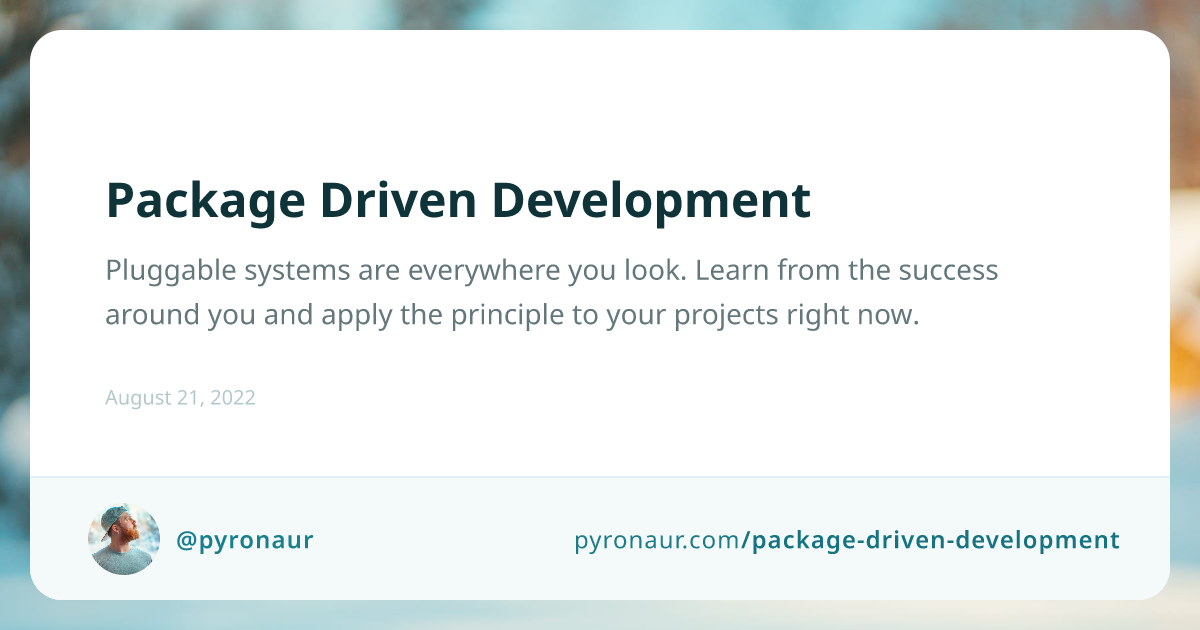 Package Driven Development
Pluggable systems are everywhere you look. Learn from the success
around you and apply the principle to your projects right now.
August 21, 2022
@pyronaur
pyronaur.com/package-driven-development